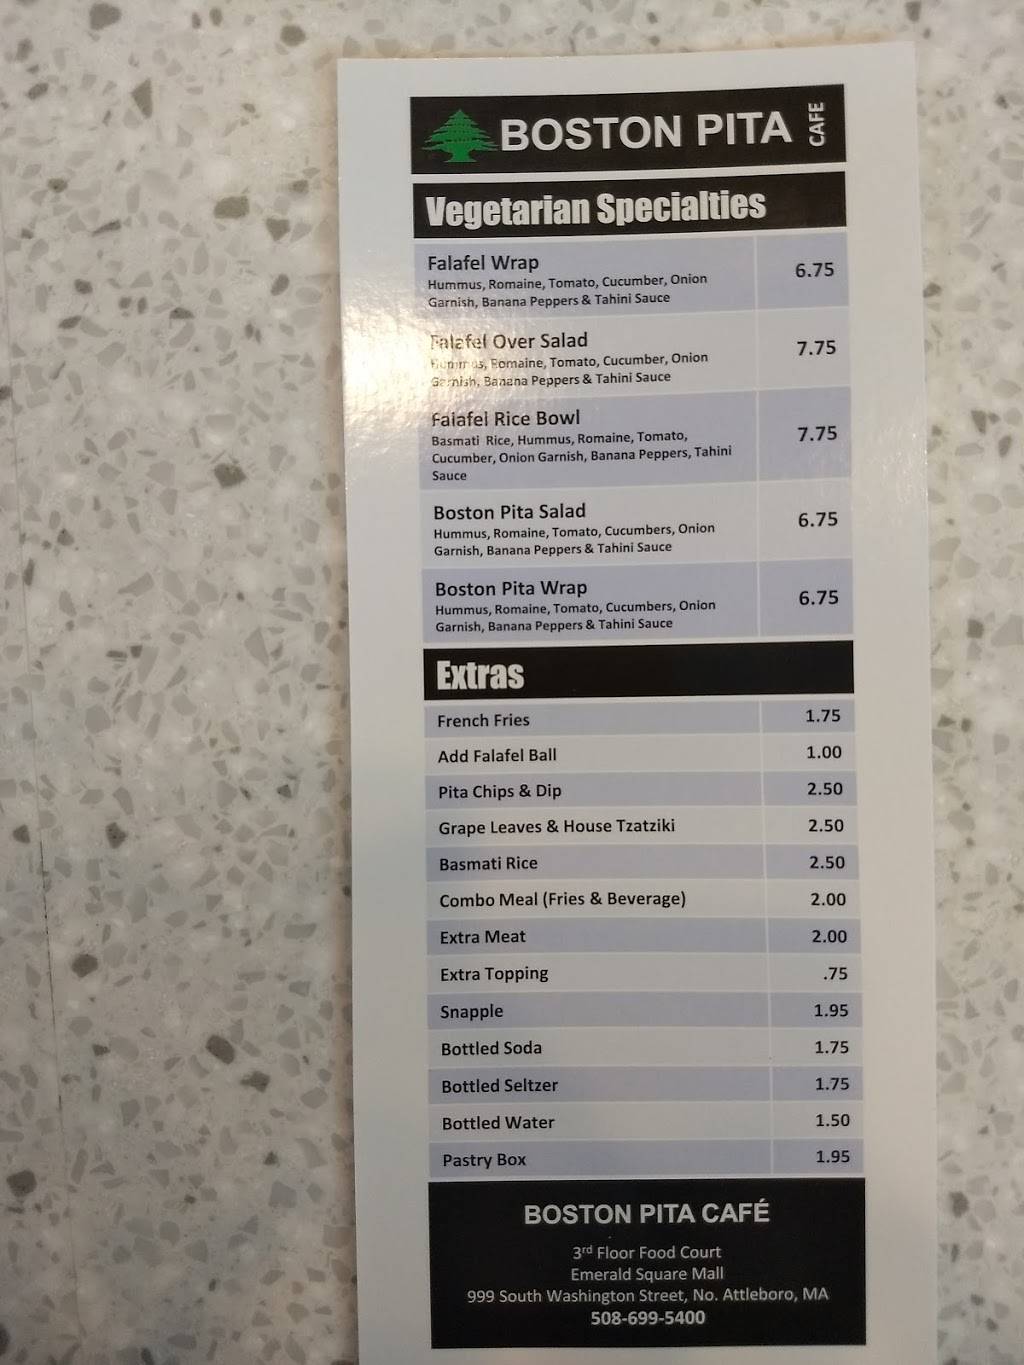 BOSTON PITA CAFE
Vegetarian Specialties
Falafel Wrap 6.75
Hummus, Romaine, Tomato, Cucumber, Onion
Garnish, Banana Peppers & Tahini Sauce
Falafel Over Salad 7.75
Hummus, Romaine, Tomato, Cucumber, Onion
Garnish, Banana Peppers & Tahini Sauce
Falafel Rice Bowl 7.75
Basmati Rice, Hummus, Romaine, Tomato,
Cucumber, Onion Garnish, Banana Peppers, Tahini
Sauce
Boston Pita Salad 6.75
Hummus, Romaine, Tomato, Cucumbers, Onion
Garnish, Banana Peppers & Tahini Sauce
Boston Pita Wrap 6.75
Hummus, Romaine, Tomato, Cucumbers, Onion
Garnish, Banana Peppers & Tahini Sauce
Extras
French Fries 1.75
Add Falafel Ball 1.00
Pita Chips & Dip 2.50
Grape Leaves & House Tzatziki 2.50
Basmati Rice 2.50
Combo Meal (Fries & Beverage) 2.00
Extra Meat 2.00
Extra Topping .75
Snapple 1.95
Bottled Soda 1.75
Bottled Seltzer 1.75
Bottled Water 1.50
Pastry Box 1.95
BOSTON PITA CAFÉ
3rd Floor Food Court
Emerald Square Mall
999 South Washington Street, No. Attleboro, MA
508-699-5400